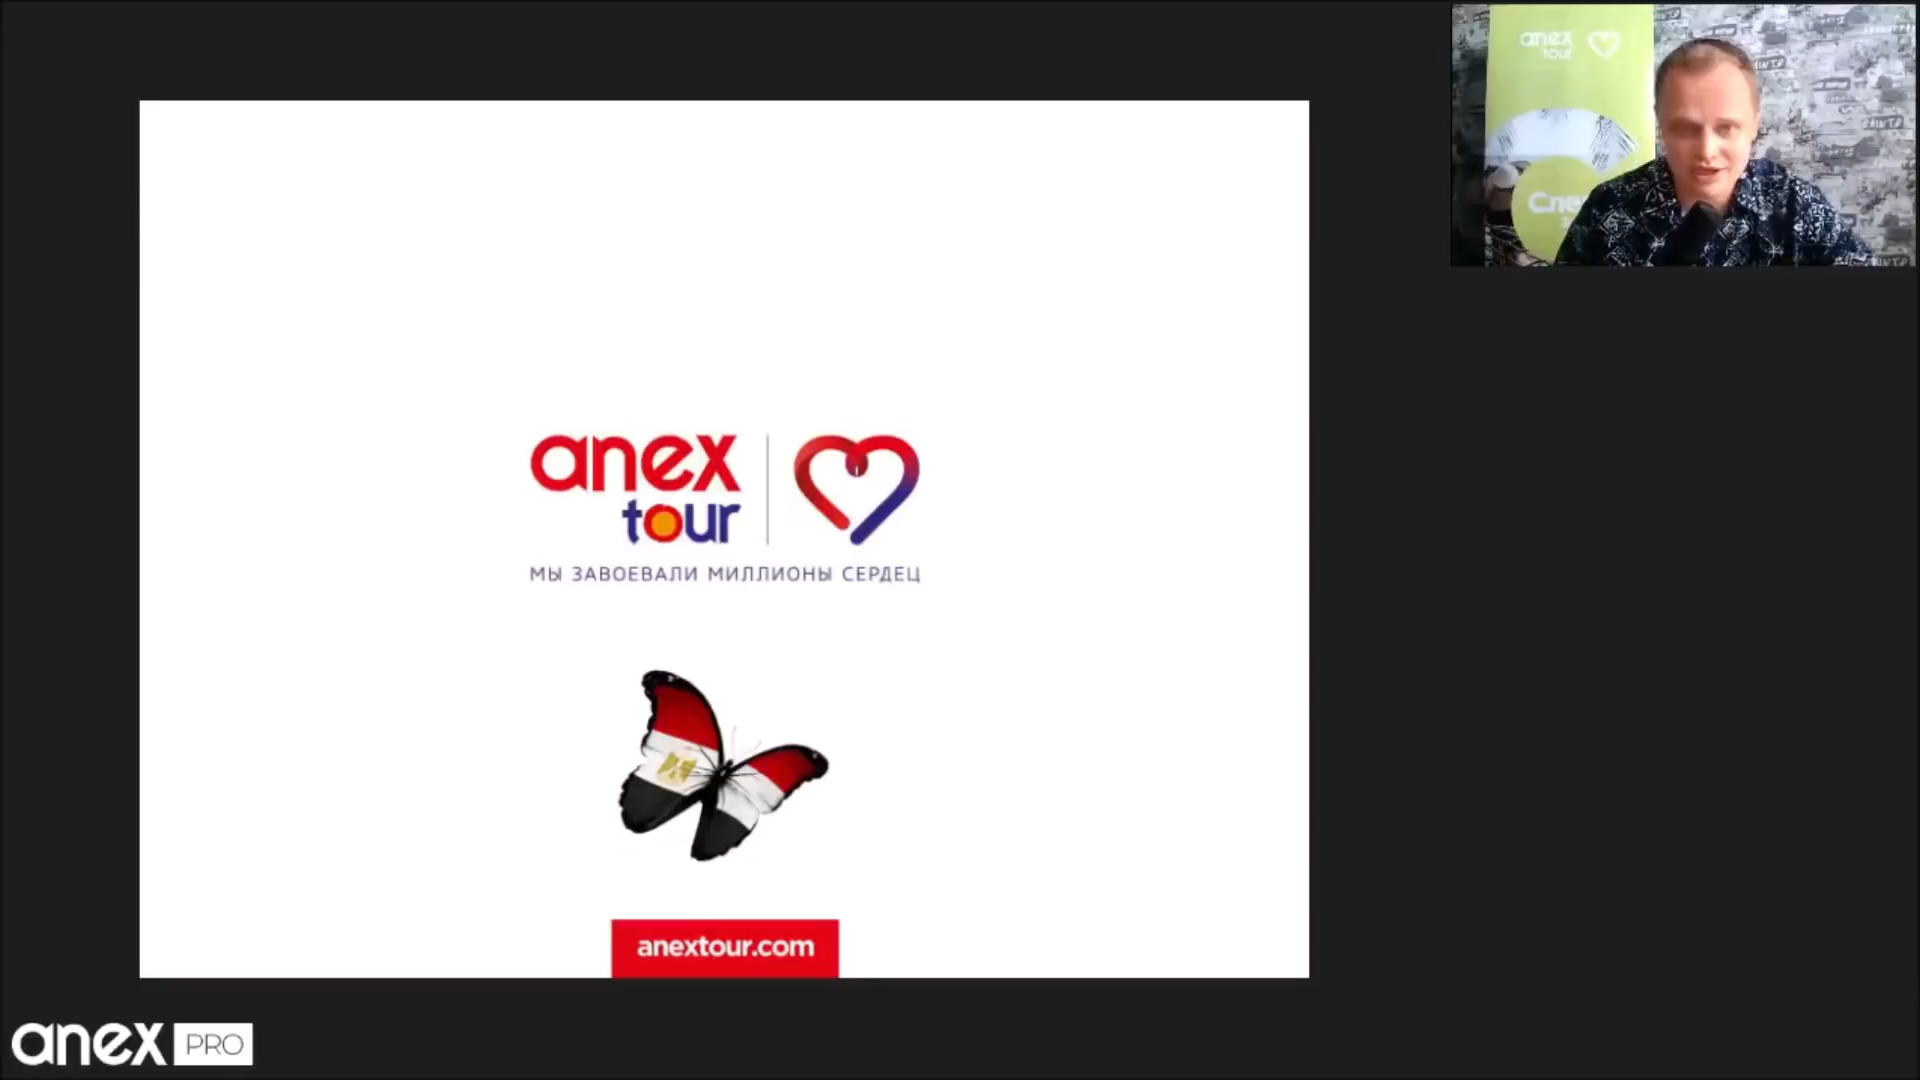 anex
tour
МЫ ЗАВОЕВАЛИ МИЛЛИОНЫ СЕРДЕЦ
anextour.com
anex PRO
anex
tour